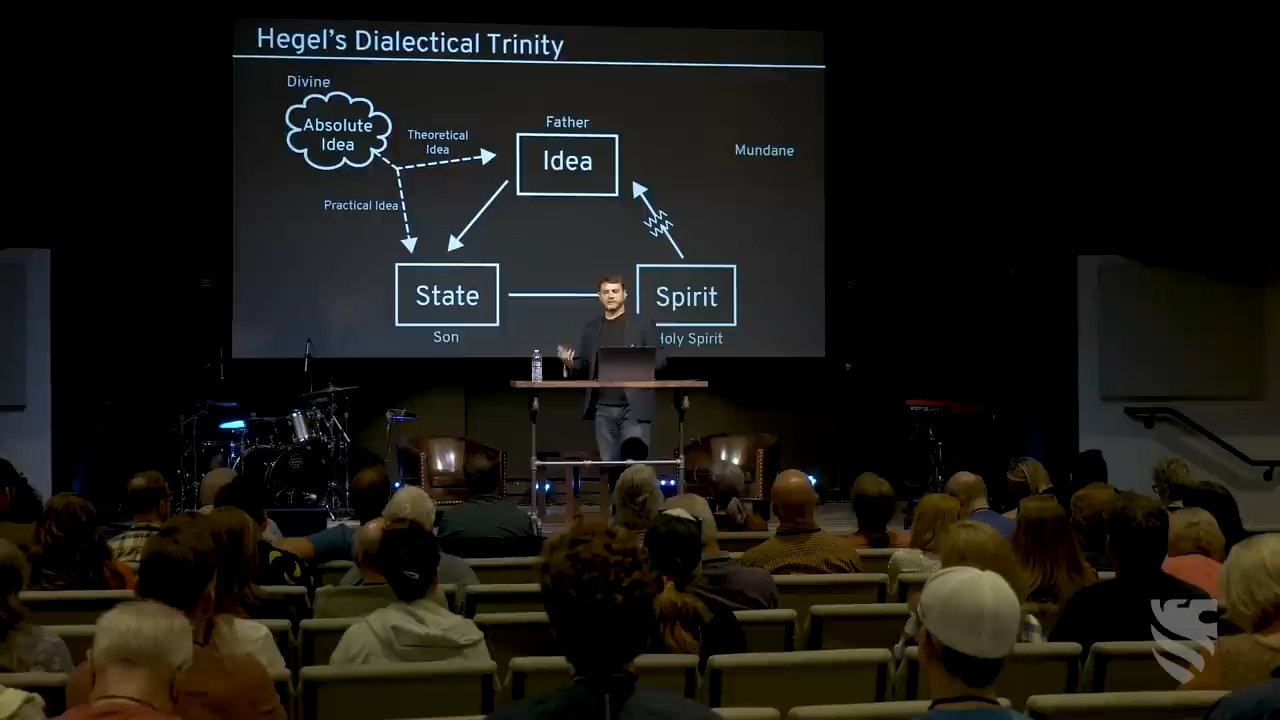 Hegel's Dialectical Trinity
Divine
Absolute
Idea
Theoretical
Idea
Father
Idea
Mundane
Practical Idea
State
Son
Spirit
Holy Spirit